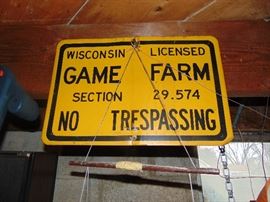 WISCONSIN LICENSED
GAME FARM
SECTION 29.574
NO TRESPASSING